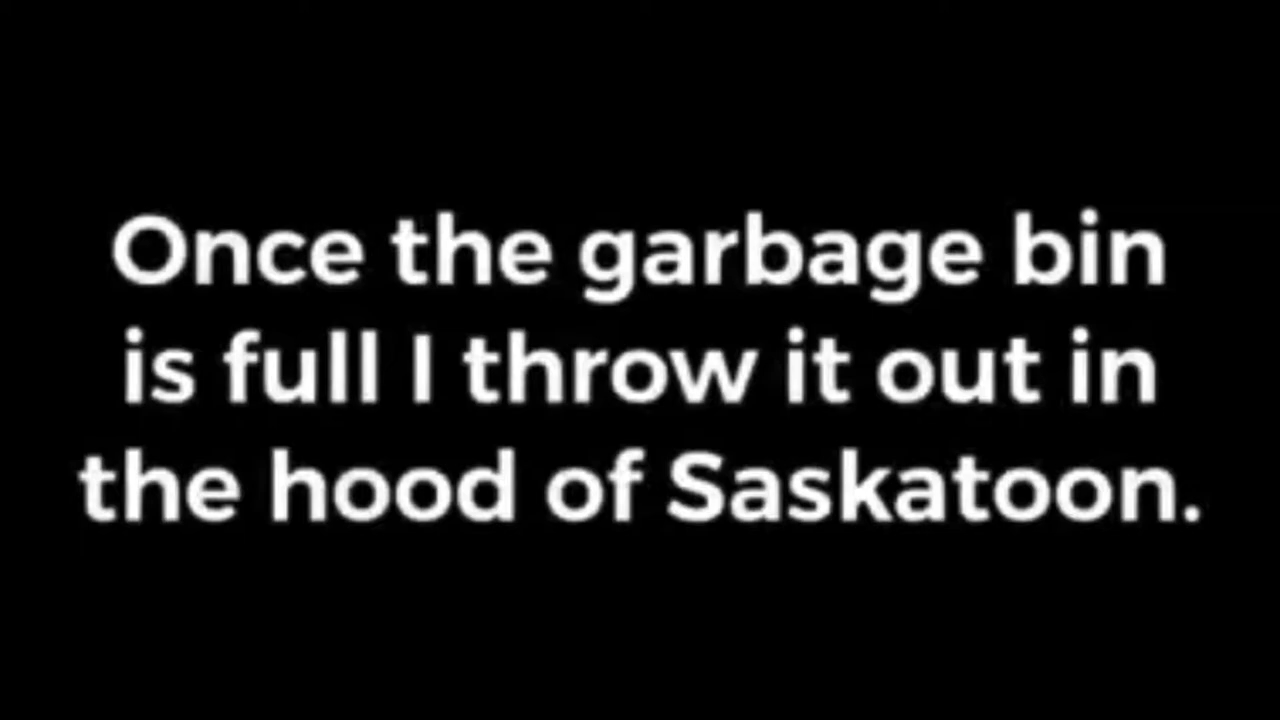 Once the garbage bin
is full I throw it out in
the hood of Saskatoon.